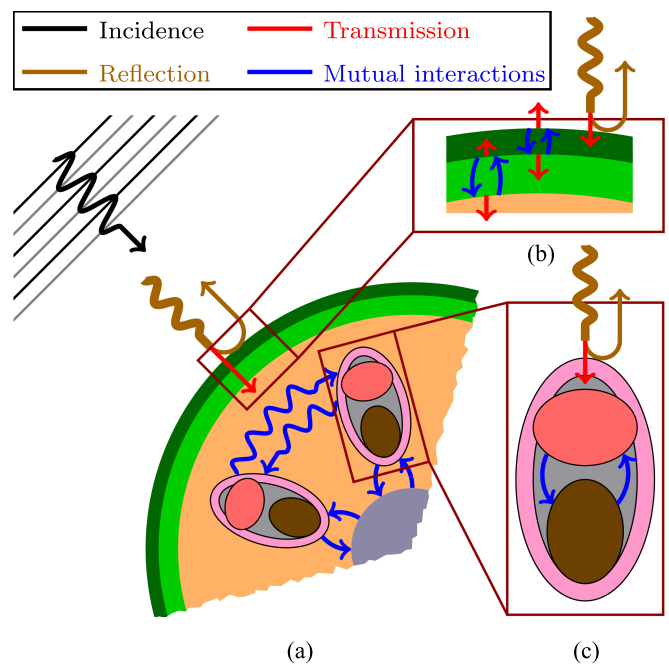 Incidence
Transmission
Reflection
Mutual interactions
(b)
(a)
(c)